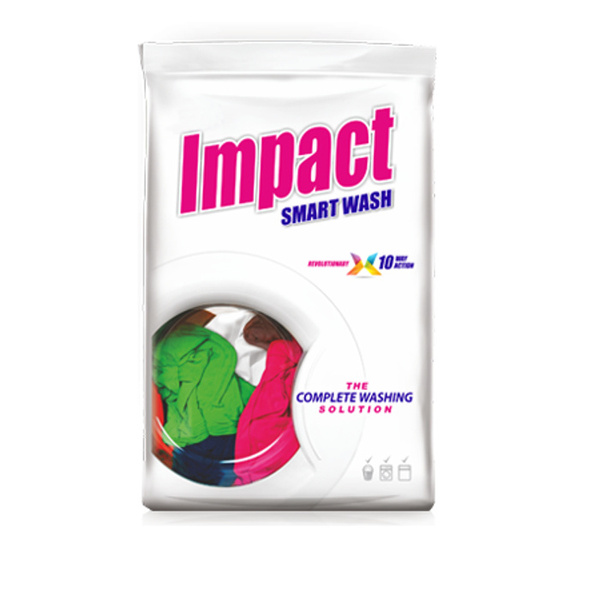 Impact
SMART WASH
REVOLUTIONARY 10 WAY ACTION
THE
COMPLETE WASHING
SOLUTION